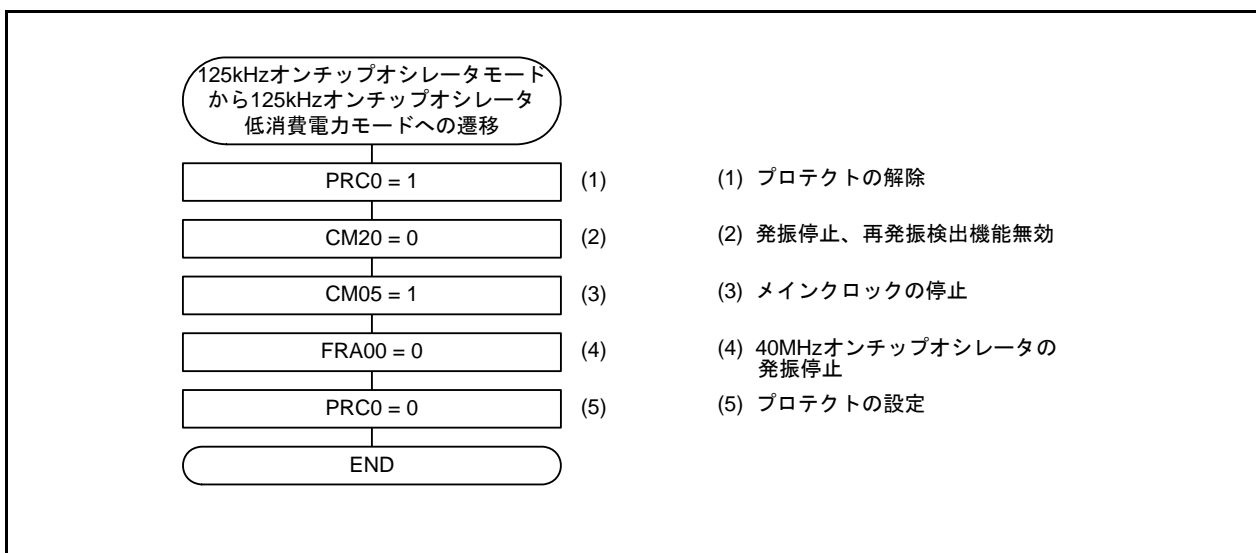 125kHzオンチップオシレータモード
から125kHzオンチップオシレータ
低消費電力モードへの遷移
PRC0 = 1
(1)
(1) プロテクトの解除
CM20 = 0
(2)
(2) 発振停止、再発振検出機能無効
CM05 = 1
(3)
(3) メインクロックの停止
FRA00 = 0
(4)
(4) 40MHzオンチップオシレータの
発振停止
PRC0 = 0
(5)
(5) プロテクトの設定
END